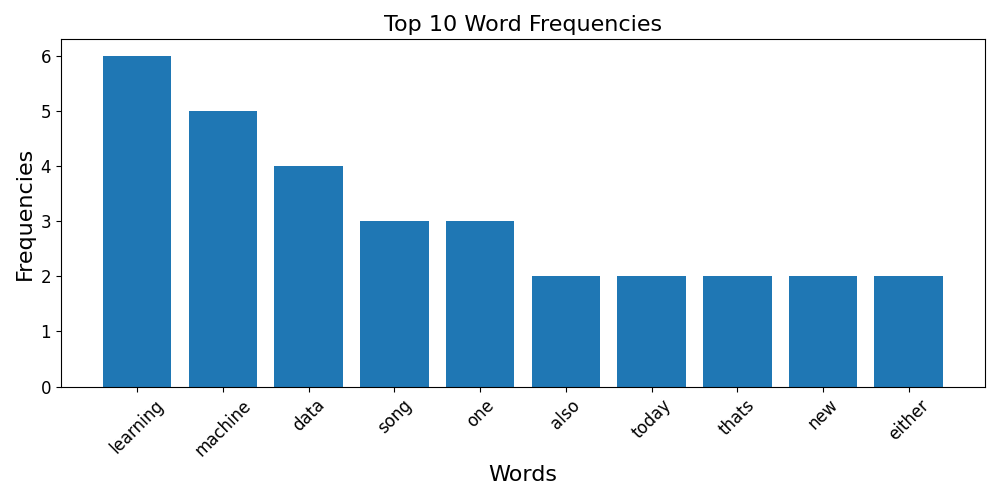 Top 10 Word Frequencies
Frequencies
6
5
4
3
2
1
0
learning
machine
data
song
one
also
today
thats
new
either
Words